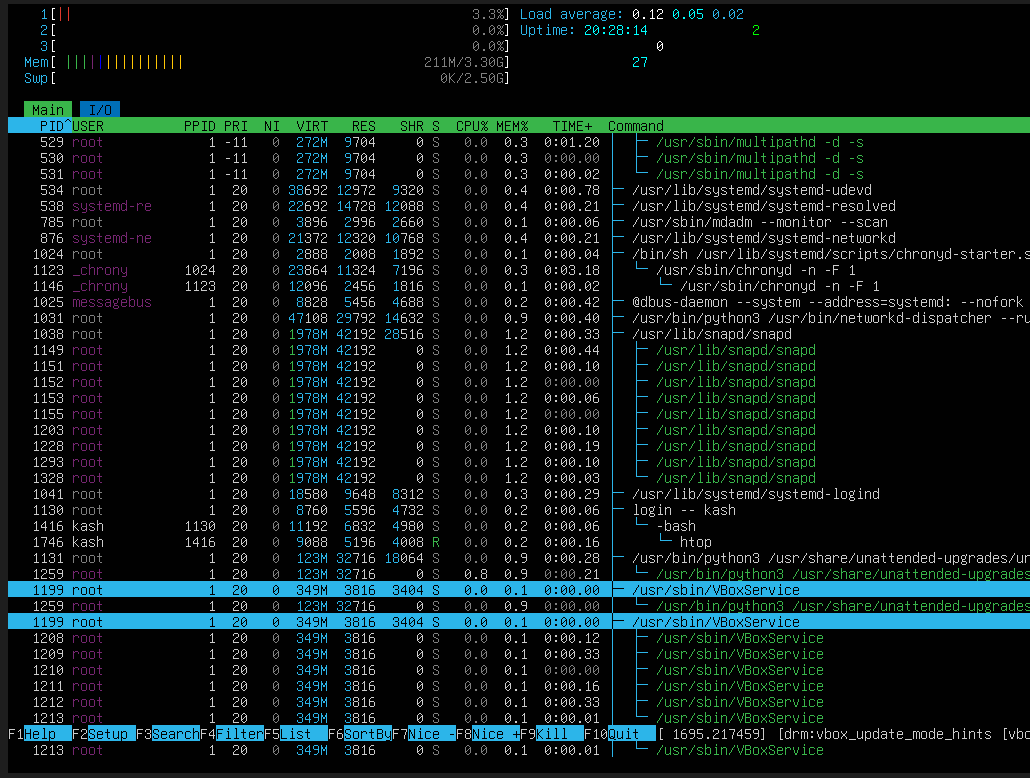 1[|| 3.3%] Load average: 0.12 0.05 0.02
2[ 0.0%] Uptime: 20:28:14 2
3[ 0.0%] 0
Mem[ |||||||||||||||| 211M/3.30G] 27
Swp[ 0K/2.50G]
Main I/O
PID^USER PPID PRI NI VIRT RES SHR S CPU% MEM% TIME+ Command
529 root 1 -11 0 272M 9704 0 S 0.0 0.3 0:01.20 │ ├─ /usr/sbin/multipathd -d -s
530 root 1 -11 0 272M 9704 0 S 0.0 0.3 0:00.00 │ ├─ /usr/sbin/multipathd -d -s
531 root 1 -11 0 272M 9704 0 S 0.0 0.3 0:00.02 │ └─ /usr/sbin/multipathd -d -s
534 root 1 20 0 38692 12972 9320 S 0.0 0.4 0:00.78 ├─ /usr/lib/systemd/systemd-udevd
538 systemd-re 1 20 0 22692 14728 12088 S 0.0 0.4 0:00.21 ├─ /usr/lib/systemd/systemd-resolved
785 root 1 20 0 3896 2996 2660 S 0.0 0.1 0:00.06 ├─ /usr/sbin/mdadm --monitor --scan
876 systemd-ne 1 20 0 21372 12320 10768 S 0.0 0.4 0:00.21 ├─ /usr/lib/systemd/systemd-networkd
1024 root 1 20 0 2888 2008 1892 S 0.0 0.1 0:00.04 ├─ /bin/sh /usr/lib/systemd/scripts/chronyd-starter.s
1123 _chrony 1024 20 0 23864 11324 7196 S 0.0 0.3 0:03.18 │ └─ /usr/sbin/chronyd -n -F 1
1146 _chrony 1123 20 0 12096 2456 1816 S 0.0 0.1 0:00.02 │ └─ /usr/sbin/chronyd -n -F 1
1025 messagebus 1 20 0 8828 5456 4688 S 0.0 0.2 0:00.42 ├─ @dbus-daemon --system --address=systemd: --nofork
1031 root 1 20 0 47108 29792 14632 S 0.0 0.9 0:00.40 ├─ /usr/bin/python3 /usr/bin/networkd-dispatcher --ru
1038 root 1 20 0 1978M 42192 28516 S 0.0 1.2 0:00.33 ├─ /usr/lib/snapd/snapd
1149 root 1 20 0 1978M 42192 0 S 0.0 1.2 0:00.44 │ ├─ /usr/lib/snapd/snapd
1151 root 1 20 0 1978M 42192 0 S 0.0 1.2 0:00.10 │ ├─ /usr/lib/snapd/snapd
1152 root 1 20 0 1978M 42192 0 S 0.0 1.2 0:00.00 │ ├─ /usr/lib/snapd/snapd
1153 root 1 20 0 1978M 42192 0 S 0.0 1.2 0:00.06 │ ├─ /usr/lib/snapd/snapd
1155 root 1 20 0 1978M 42192 0 S 0.0 1.2 0:00.00 │ ├─ /usr/lib/snapd/snapd
1203 root 1 20 0 1978M 42192 0 S 0.0 1.2 0:00.10 │ ├─ /usr/lib/snapd/snapd
1228 root 1 20 0 1978M 42192 0 S 0.0 1.2 0:00.19 │ ├─ /usr/lib/snapd/snapd
1293 root 1 20 0 1978M 42192 0 S 0.0 1.2 0:00.10 │ ├─ /usr/lib/snapd/snapd
1328 root 1 20 0 1978M 42192 0 S 0.0 1.2 0:00.03 │ └─ /usr/lib/snapd/snapd
1041 root 1 20 0 18580 9648 8312 S 0.0 0.3 0:00.29 ├─ /usr/lib/systemd/systemd-logind
1130 root 1 20 0 8760 5596 4732 S 0.0 0.2 0:00.06 ├─ login -- kash
1416 kash 1130 20 0 11192 6832 4980 S 0.0 0.2 0:00.06 │ └─ -bash
1746 kash 1416 20 0 9088 5196 4008 R 0.0 0.2 0:00.16 │ └─ htop
1131 root 1 20 0 123M 32716 18064 S 0.0 0.9 0:00.28 ├─ /usr/bin/python3 /usr/share/unattended-upgrades/un
1259 root 1 20 0 123M 32716 0 S 0.8 0.9 0:00.21 │ └─ /usr/bin/python3 /usr/share/unattended-upgrades
1199 root 1 20 0 349M 3816 3404 S 0.0 0.1 0:00.00 ├─ /usr/sbin/VBoxService
1259 root 1 20 0 123M 32716 0 S 0.0 0.9 0:00.00 │ └─ /usr/bin/python3 /usr/share/unattended-upgrades
1199 root 1 20 0 349M 3816 3404 S 0.0 0.1 0:00.00 ├─ /usr/sbin/VBoxService
1208 root 1 20 0 349M 3816 0 S 0.0 0.1 0:00.12 │ ├─ /usr/sbin/VBoxService
1209 root 1 20 0 349M 3816 0 S 0.0 0.1 0:00.33 │ ├─ /usr/sbin/VBoxService
1210 root 1 20 0 349M 3816 0 S 0.0 0.1 0:00.00 │ ├─ /usr/sbin/VBoxService
1211 root 1 20 0 349M 3816 0 S 0.0 0.1 0:00.16 │ ├─ /usr/sbin/VBoxService
1212 root 1 20 0 349M 3816 0 S 0.0 0.1 0:00.33 │ ├─ /usr/sbin/VBoxService
1213 root 1 20 0 349M 3816 0 S 0.0 0.1 0:00.01 │ └─ /usr/sbin/VBoxService
F1Help F2Setup F3SearchF4FilterF5List F6SortByF7Nice -F8Nice +F9Kill F10Quit [ 1695.217459] [drm:vbox_update_mode_hints [vbo
1213 root 1 20 0 349M 3816 0 S 0.0 0.1 0:00.01 │ └─ /usr/sbin/VBoxService